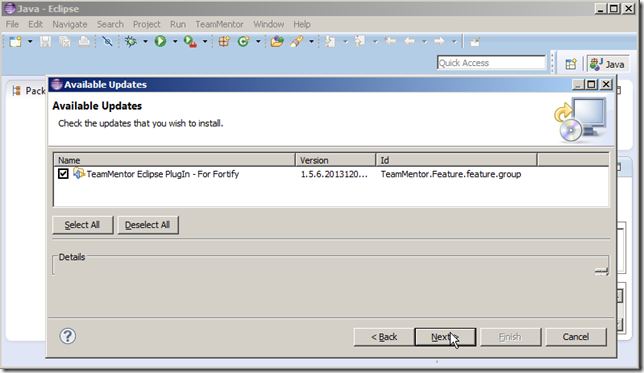 Java - Eclipse
File Edit Navigate Search Project Run TeamMentor Window Help
Quick Access
Java
Pack
Available Updates
Available Updates
Check the updates that you wish to install.
Name Version Id
TeamMentor Eclipse PlugIn - For Fortify 1.5.6.2013120... TeamMentor.Feature.feature.group
Select All Deselect All
Details
< Back Next > Finish Cancel